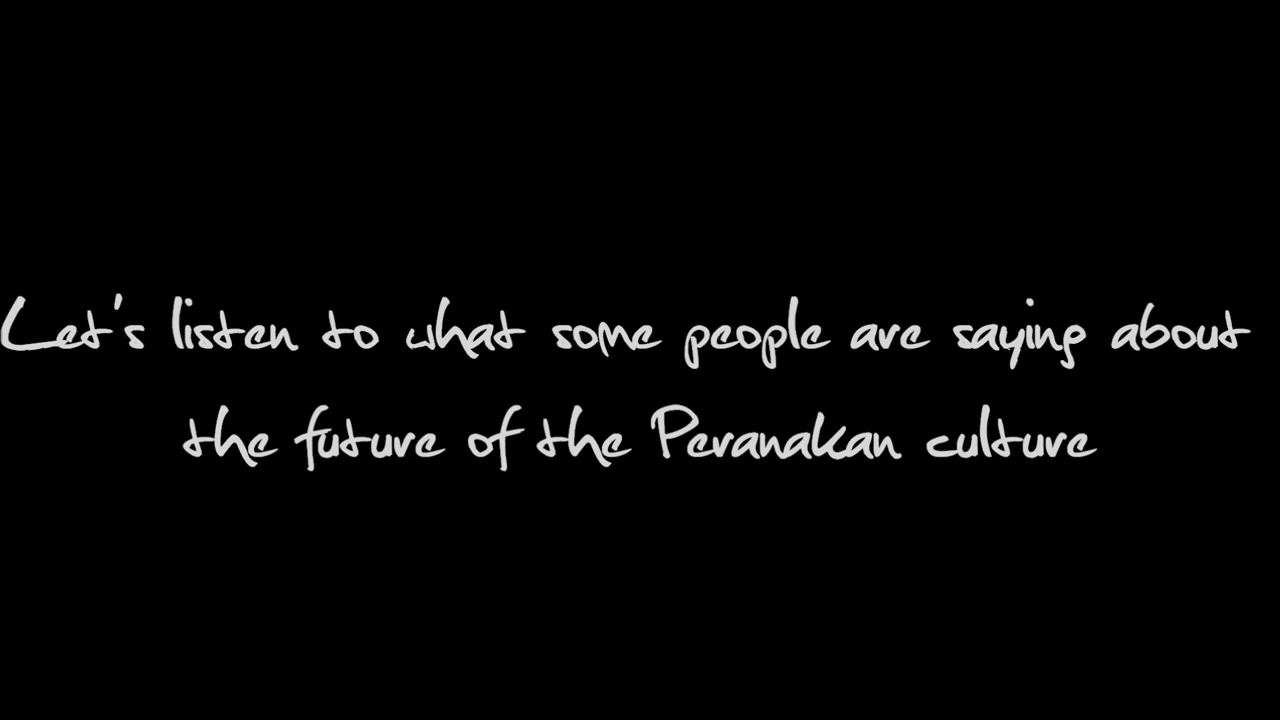 Let's listen to what some people are saying about
the future of the Peranakan culture